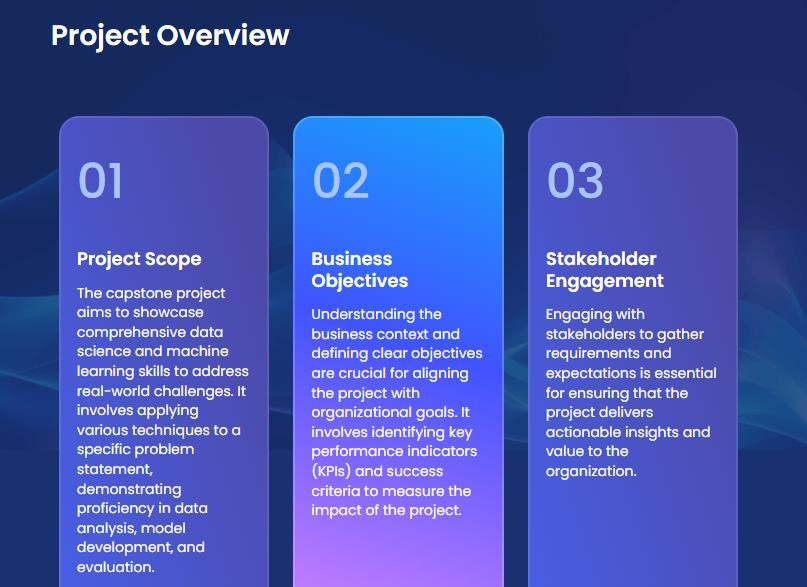 Project Overview
01
Project Scope
The capstone project
aims to showcase
comprehensive data
science and machine
learning skills to address
real-world challenges. It
involves applying
various techniques to a
specific problem
statement,
demonstrating
proficiency in data
analysis, model
development, and
evaluation.
02
Business
Objectives
Understanding the
business context and
defining clear objectives
are crucial for aligning
the project with
organizational goals. It
involves identifying key
performance indicators
(KPIs) and success
criteria to measure the
impact of the project.
03
Stakeholder
Engagement
Engaging with
stakeholders to gather
requirements and
expectations is essential
for ensuring that the
project delivers
actionable insights and
value to the
organization.